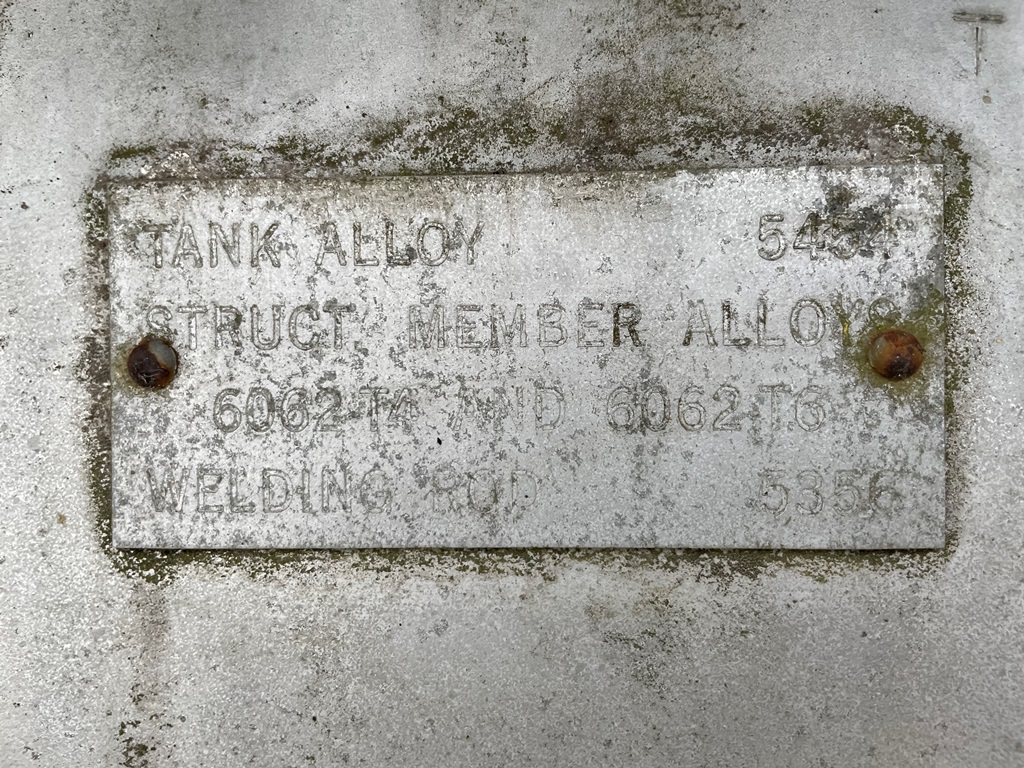 TANK ALLOY 5454
STRUCT. MEMBER ALLOYS
6062-T4 AND 6062-T6
WELDING ROD 5356